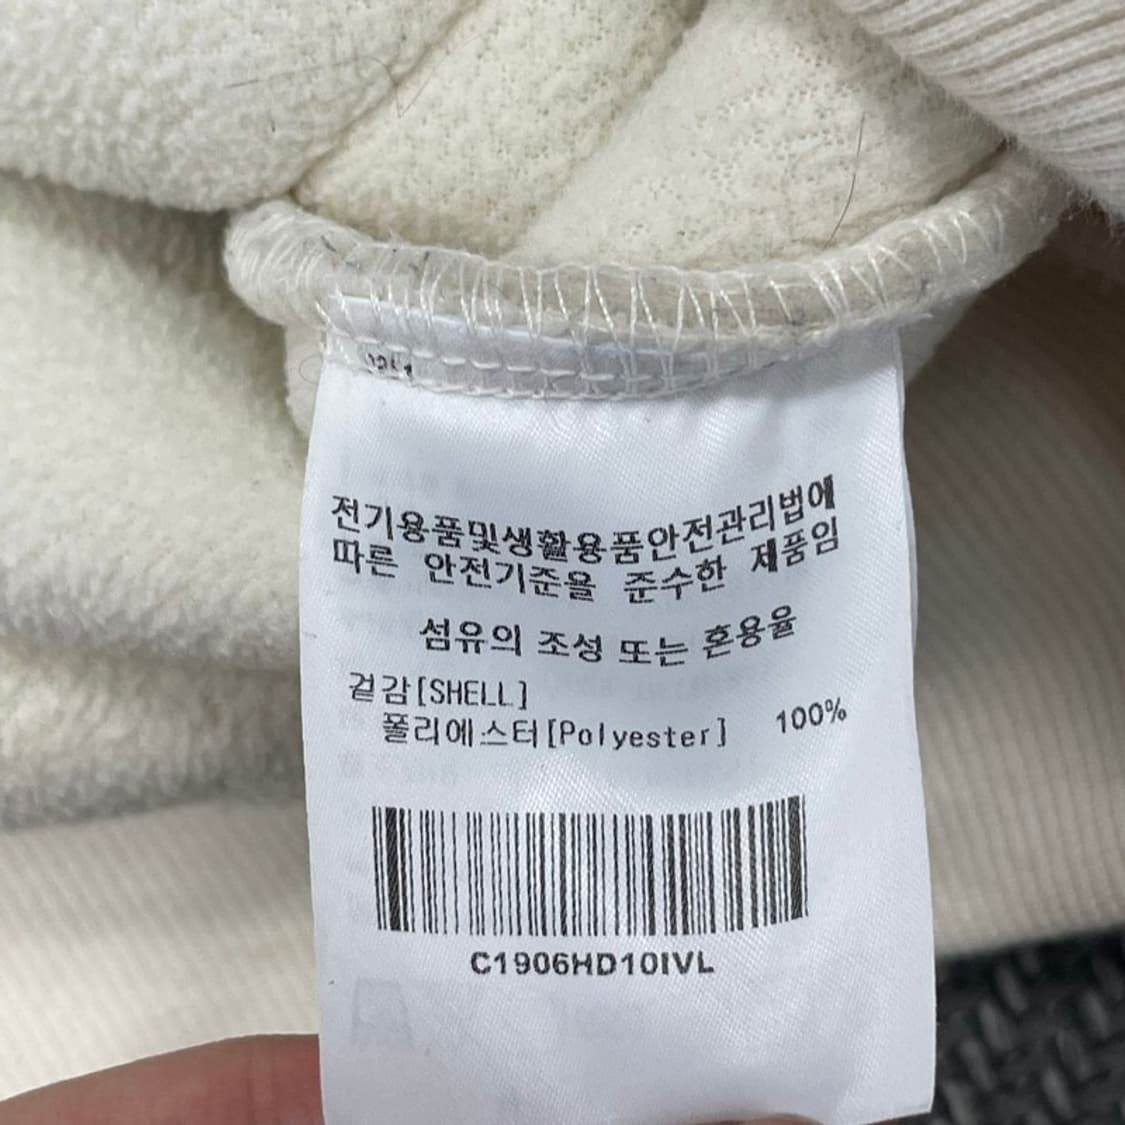 전기용품및생활용품안전관리법에
따른 안전기준을 준수한 제품임
섬유의 조성 또는 혼용율
겉감[SHELL]
폴리에스터[Polyester] 100%
C1906HD10IVL